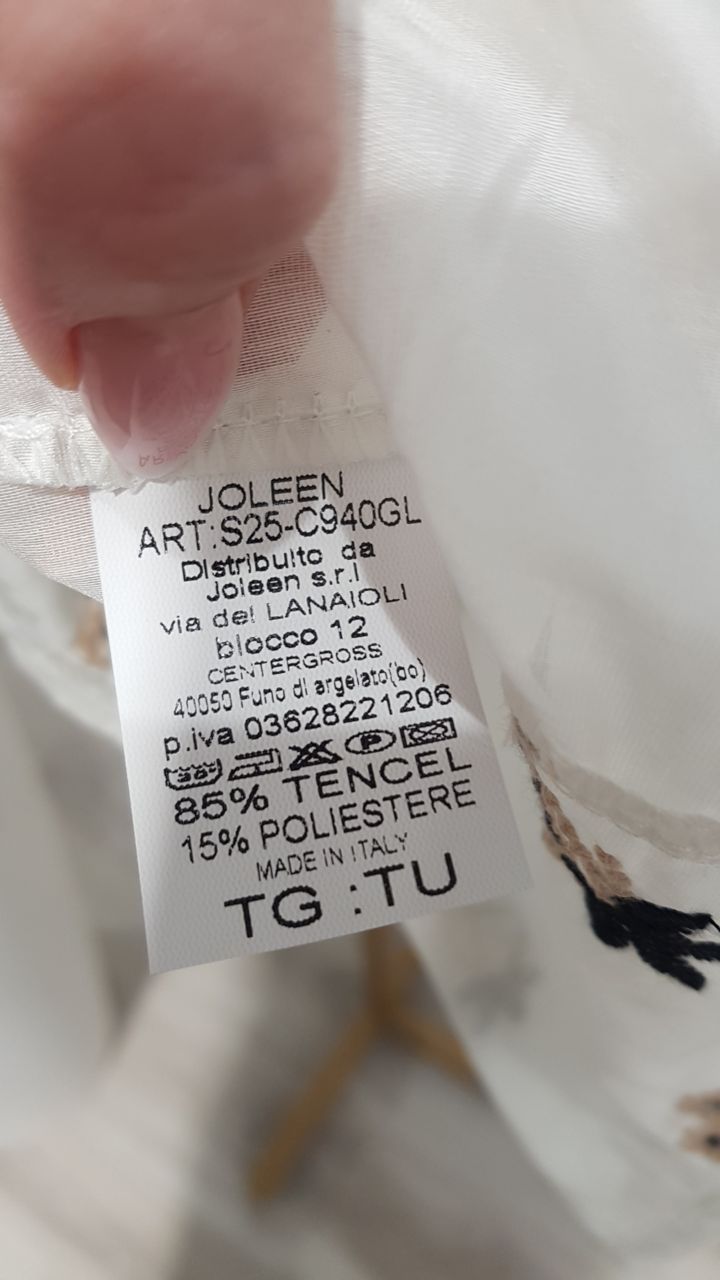 JOLEEN
ART:S25-C940GL
Distribuito da
Joleen s.r.l
via dei LANAIOLI
blocco 12
CENTERGROSS
40050 Funo di argelato(bo)
p.iva 03628221206
P
85% TENCEL
15% POLIESTERE
MADE IN ITALY
TG :TU